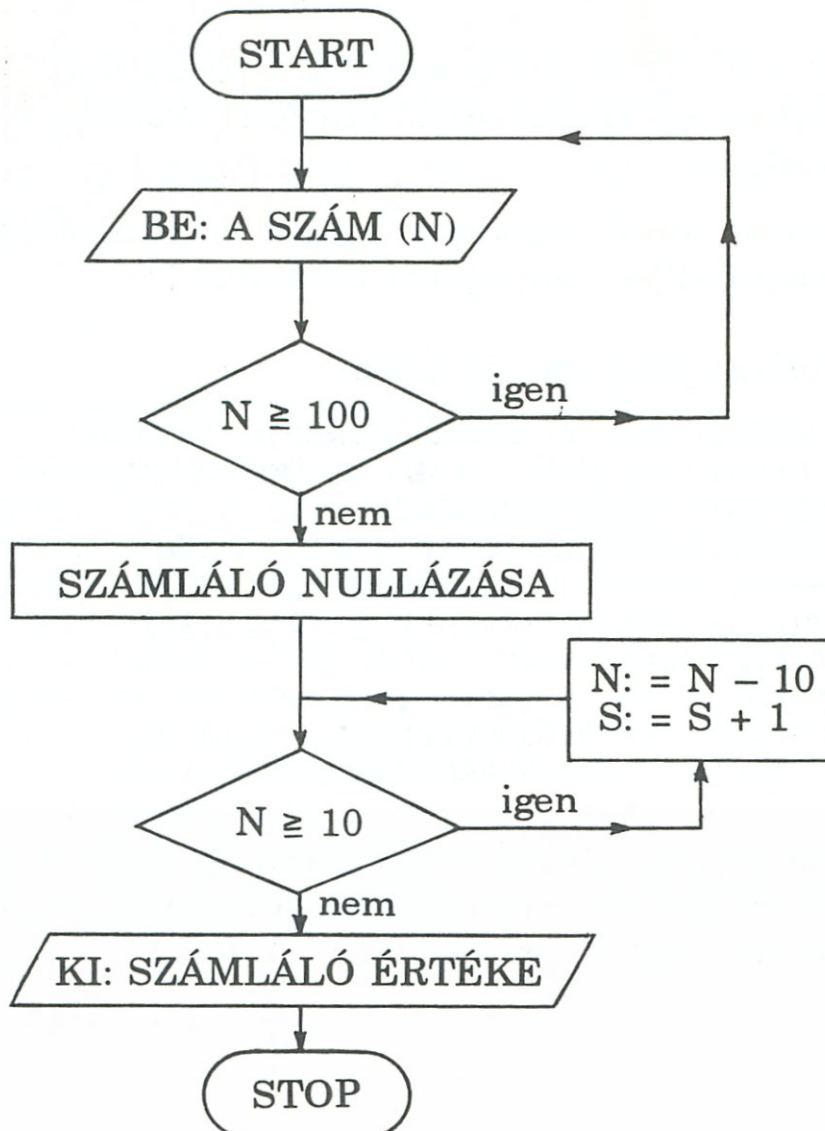 START
BE: A SZÁM (N)
N ≧ 100
igen
nem
SZÁMLÁLÓ NULLÁZÁSA
N: = N − 10
S: = S + 1
N ≧ 10
igen
nem
KI: SZÁMLÁLÓ ÉRTÉKE
STOP